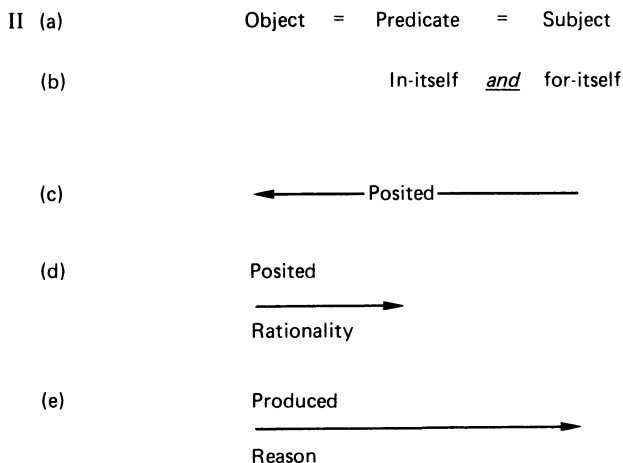 II (a) Object = Predicate = Subject
(b) In-itself and for-itself
(c) Posited
(d) Posited
Rationality
(e) Produced
Reason